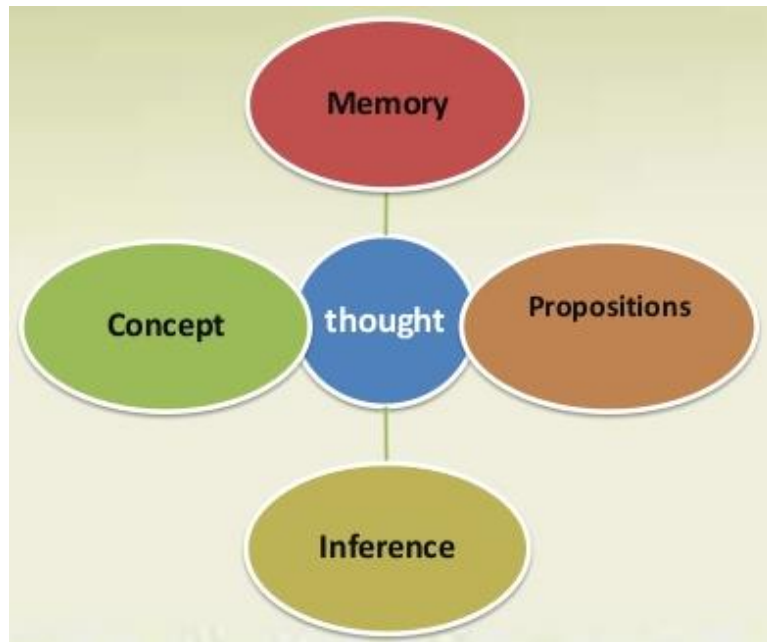 Memory
Concept
thought
Propositions
Inference